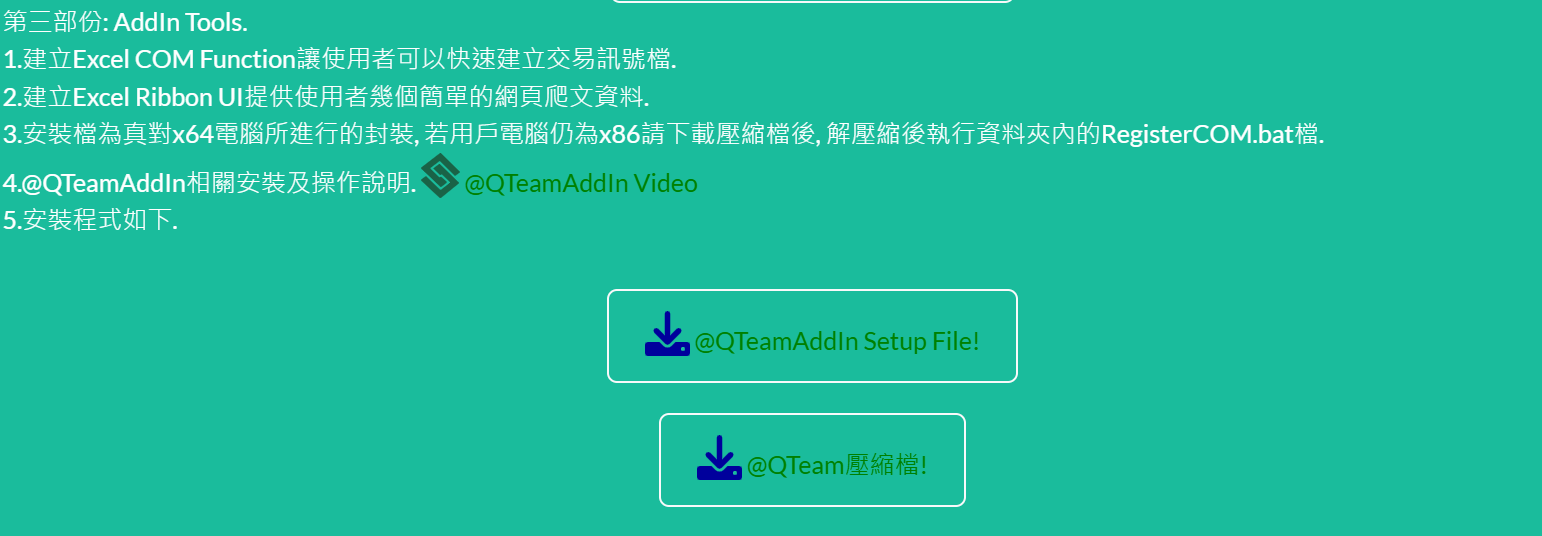 第三部份: AddIn Tools.
1.建立Excel COM Function讓使用者可以快速建立交易訊號檔.
2.建立Excel Ribbon UI提供使用者幾個簡單的網頁爬文資料.
3.安裝檔為真對x64電腦所進行的封裝, 若用戶電腦仍為x86請下載壓縮檔後, 解壓縮後執行資料夾內的RegisterCOM.bat檔.
4.@QTeamAddIn相關安裝及操作說明. @QTeamAddIn Video
5.安裝程式如下.
@QTeamAddIn Setup File!
@QTeam壓縮檔!